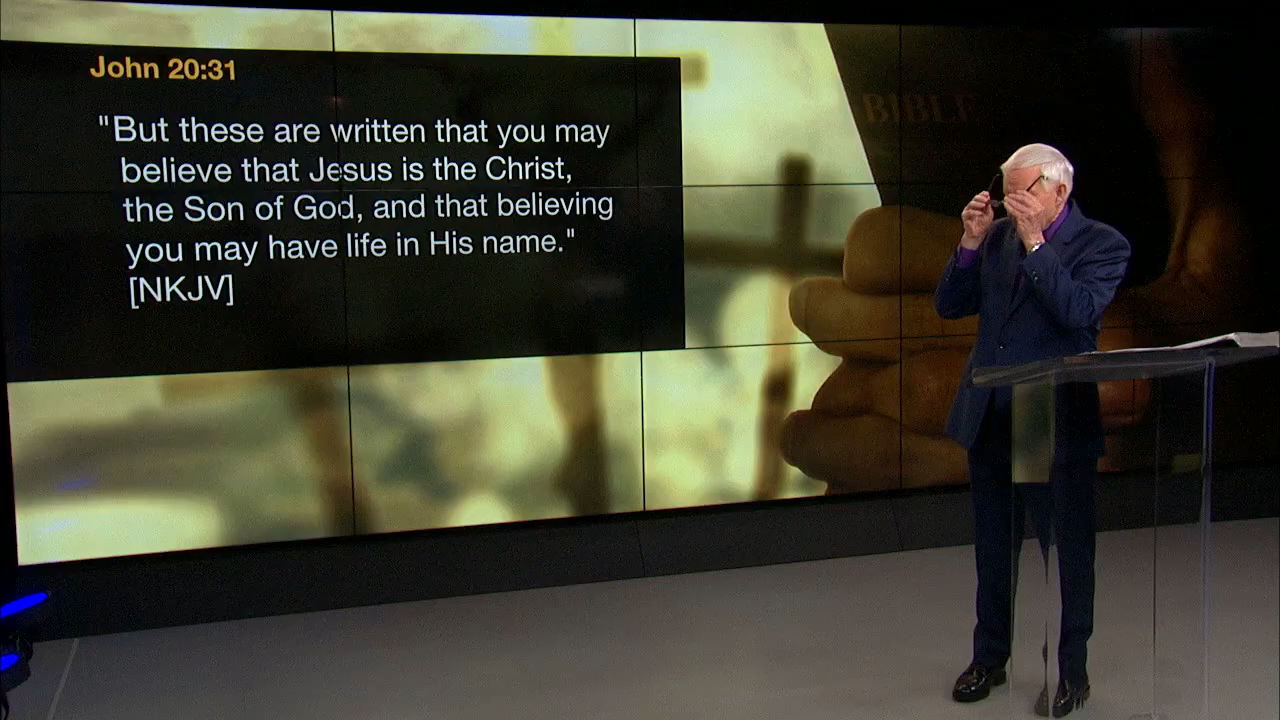 John 20:31
"But these are written that you may
believe that Jesus is the Christ,
the Son of God, and that believing
you may have life in His name."
[NKJV]
BIBLE